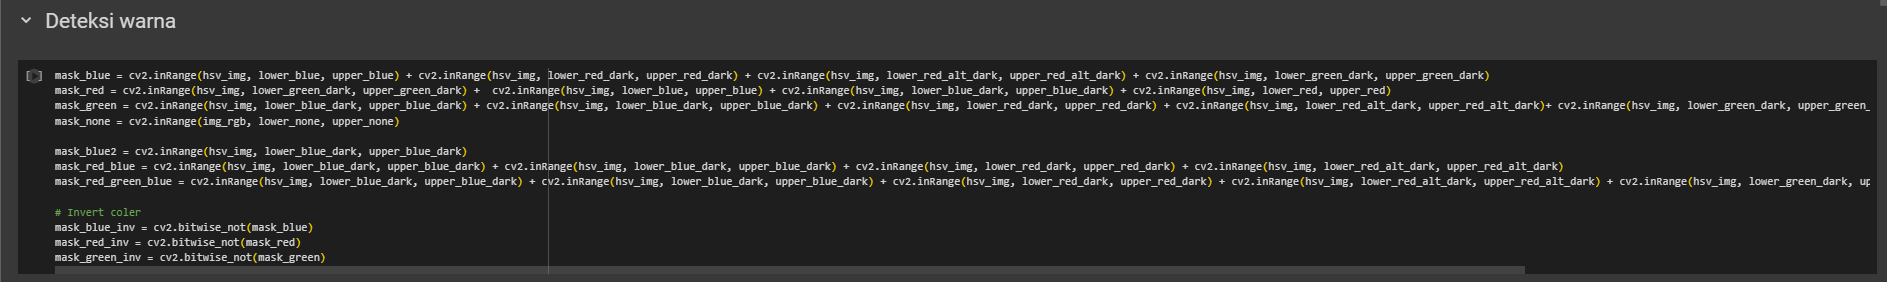 Deteksi warna
mask_blue = cv2.inRange(hsv_img, lower_blue, upper_blue) + cv2.inRange(hsv_img, lower_red_dark, upper_red_dark) + cv2.inRange(hsv_img, lower_red_alt_dark, upper_red_alt_dark) + cv2.inRange(hsv_img, lower_green_dark, upper_green_dark)
mask_red = cv2.inRange(hsv_img, lower_green_dark, upper_green_dark) +  cv2.inRange(hsv_img, lower_blue, upper_blue) + cv2.inRange(hsv_img, lower_blue_dark, upper_blue_dark) + cv2.inRange(hsv_img, lower_red, upper_red)
mask_green = cv2.inRange(hsv_img, lower_blue_dark, upper_blue_dark) + cv2.inRange(hsv_img, lower_blue_dark, upper_blue_dark) + cv2.inRange(hsv_img, lower_red_dark, upper_red_dark) + cv2.inRange(hsv_img, lower_red_alt_dark, upper_red_alt_dark)+ cv2.inRange(hsv_img, lower_green_dark, upper_green_
mask_none = cv2.inRange(img_rgb, lower_none, upper_none)
mask_blue2 = cv2.inRange(hsv_img, lower_blue_dark, upper_blue_dark)
mask_red_blue = cv2.inRange(hsv_img, lower_blue_dark, upper_blue_dark) + cv2.inRange(hsv_img, lower_blue_dark, upper_blue_dark) + cv2.inRange(hsv_img, lower_red_dark, upper_red_dark) + cv2.inRange(hsv_img, lower_red_alt_dark, upper_red_alt_dark)
mask_red_green_blue = cv2.inRange(hsv_img, lower_blue_dark, upper_blue_dark) + cv2.inRange(hsv_img, lower_blue_dark, upper_blue_dark) + cv2.inRange(hsv_img, lower_red_dark, upper_red_dark) + cv2.inRange(hsv_img, lower_red_alt_dark, upper_red_alt_dark) + cv2.inRange(hsv_img, lower_green_dark, up
# Invert coler
mask_blue_inv = cv2.bitwise_not(mask_blue)
mask_red_inv = cv2.bitwise_not(mask_red)
mask_green_inv = cv2.bitwise_not(mask_green)